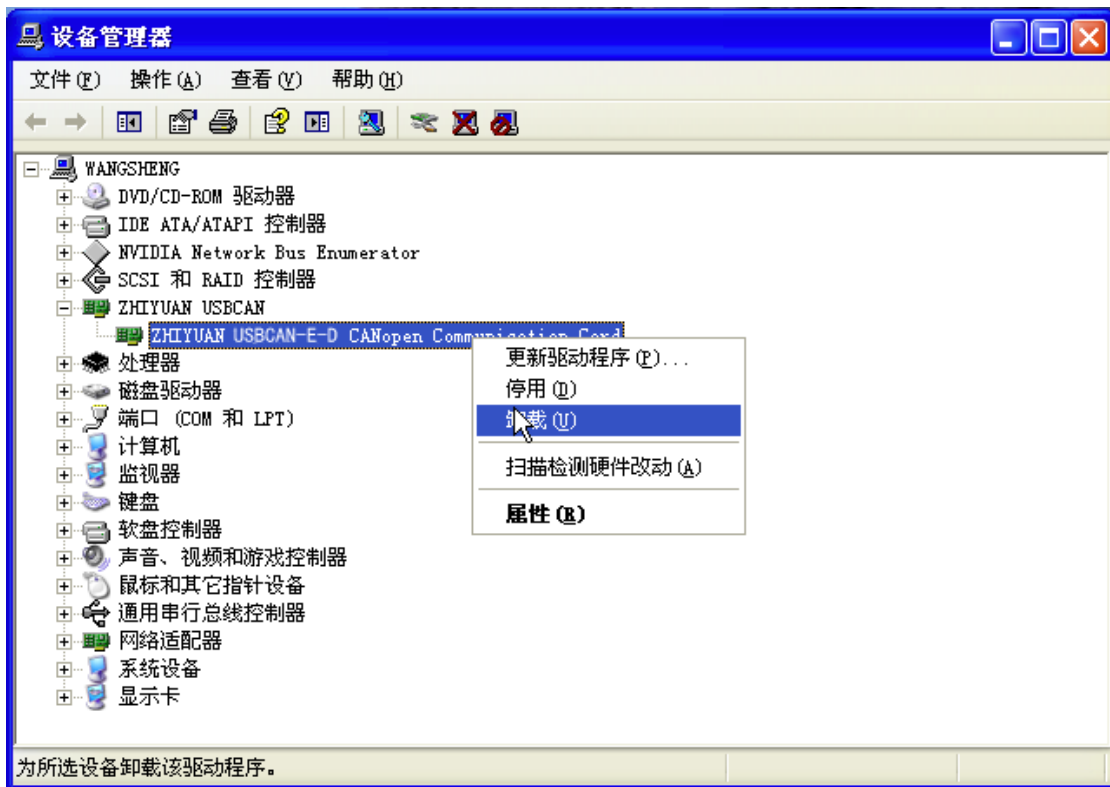 设备管理器
文件(F) 操作(A) 查看(V) 帮助(H)
WANGSHENG
DVD/CD-ROM 驱动器
IDE ATA/ATAPI 控制器
NVIDIA Network Bus Enumerator
SCSI 和 RAID 控制器
ZHIYUAN USBCAN
ZHIYUAN USBCAN-E-D CANopen Communication Card
更新驱动程序(P)...
停用(D)
卸载(U)
扫描检测硬件改动(A)
属性(R)
处理器
磁盘驱动器
端口 (COM 和 LPT)
计算机
监视器
键盘
软盘控制器
声音、视频和游戏控制器
鼠标和其它指针设备
通用串行总线控制器
网络适配器
系统设备
显示卡
为所选设备卸载该驱动程序。